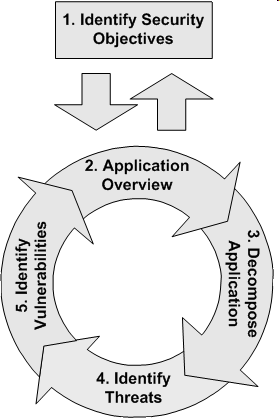 1. Identify Security
Objectives
2. Application
Overview
3. Decompose
Application
4. Identify
Threats
5. Identify
Vulnerabilities